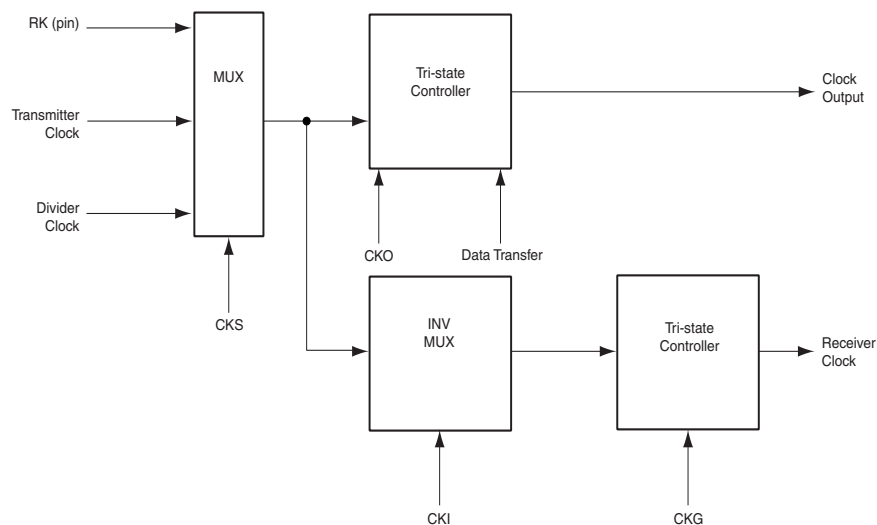 RK (pin)
MUX
Tri-state
Controller
Clock
Output
Transmitter
Clock
Divider
Clock
CKO
Data Transfer
CKS
INV
MUX
Tri-state
Controller
Receiver
Clock
CKI
CKG